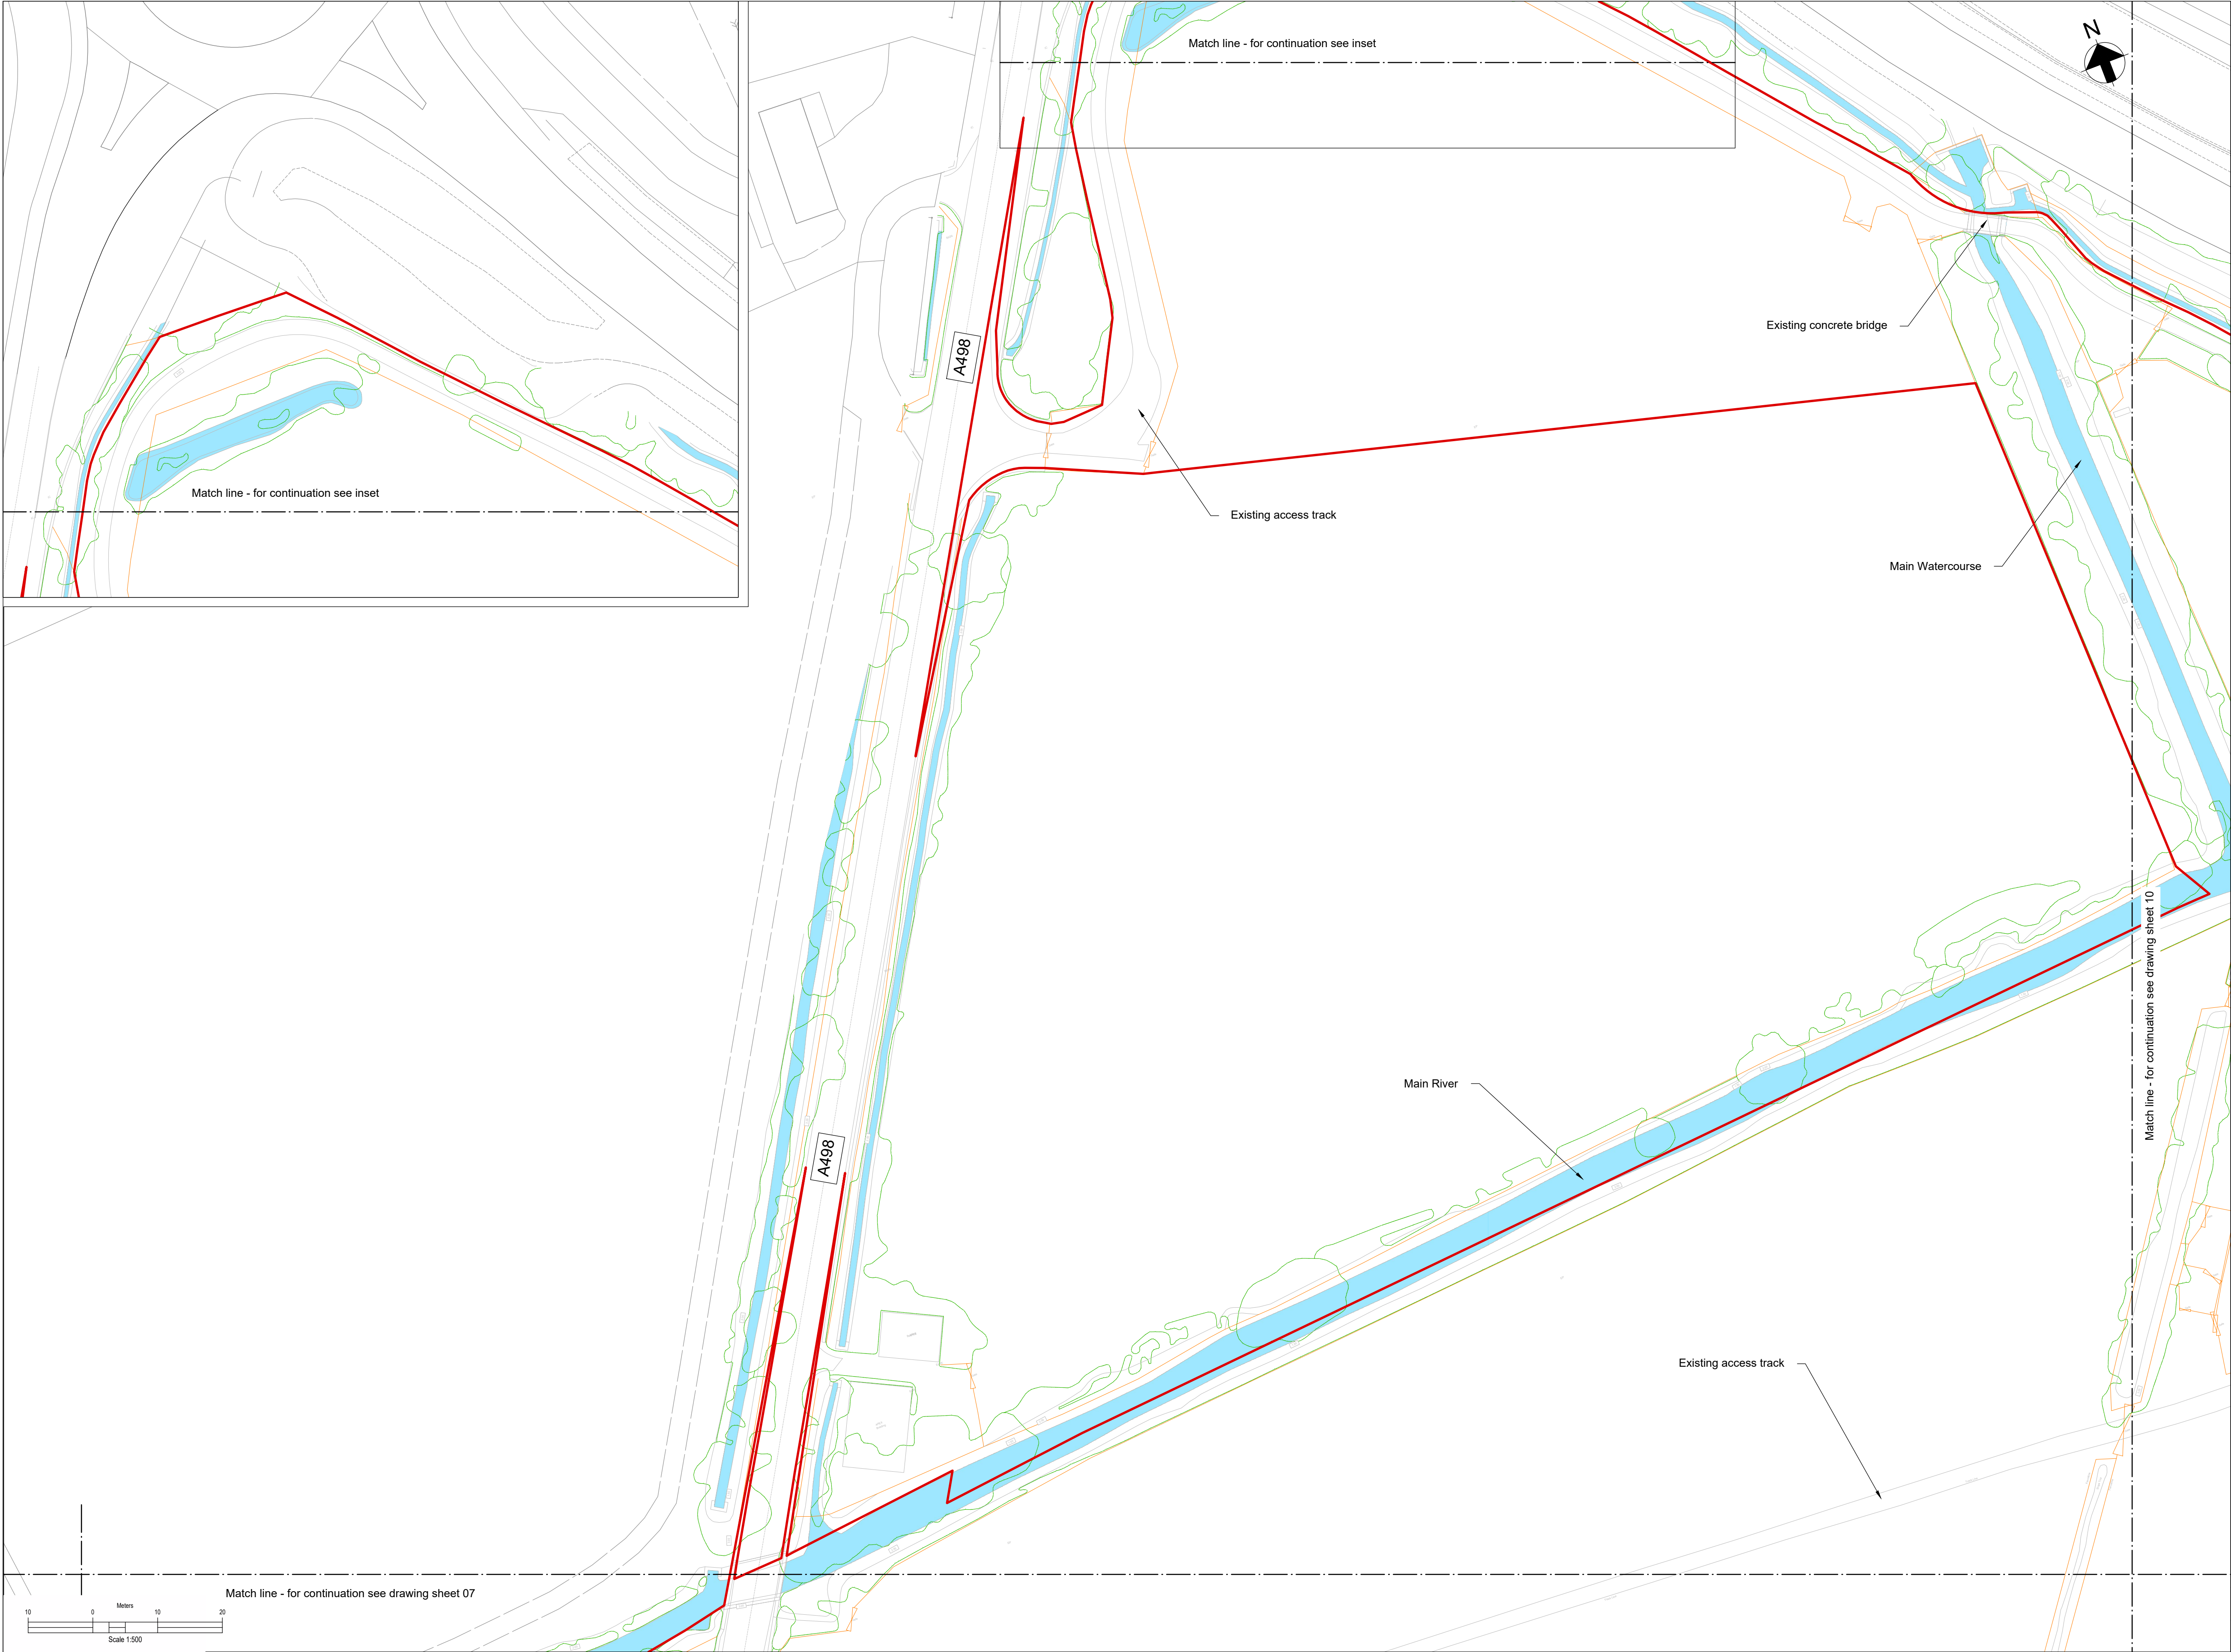 Match line - for continuation see inset
N
A498
Existing concrete bridge
Match line - for continuation see inset
Existing access track
Main Watercourse
Match line - for continuation see drawing sheet 10
Main River
A498
Existing access track
Match line - for continuation see drawing sheet 07
Meters
10 0 10 20
Scale 1:500